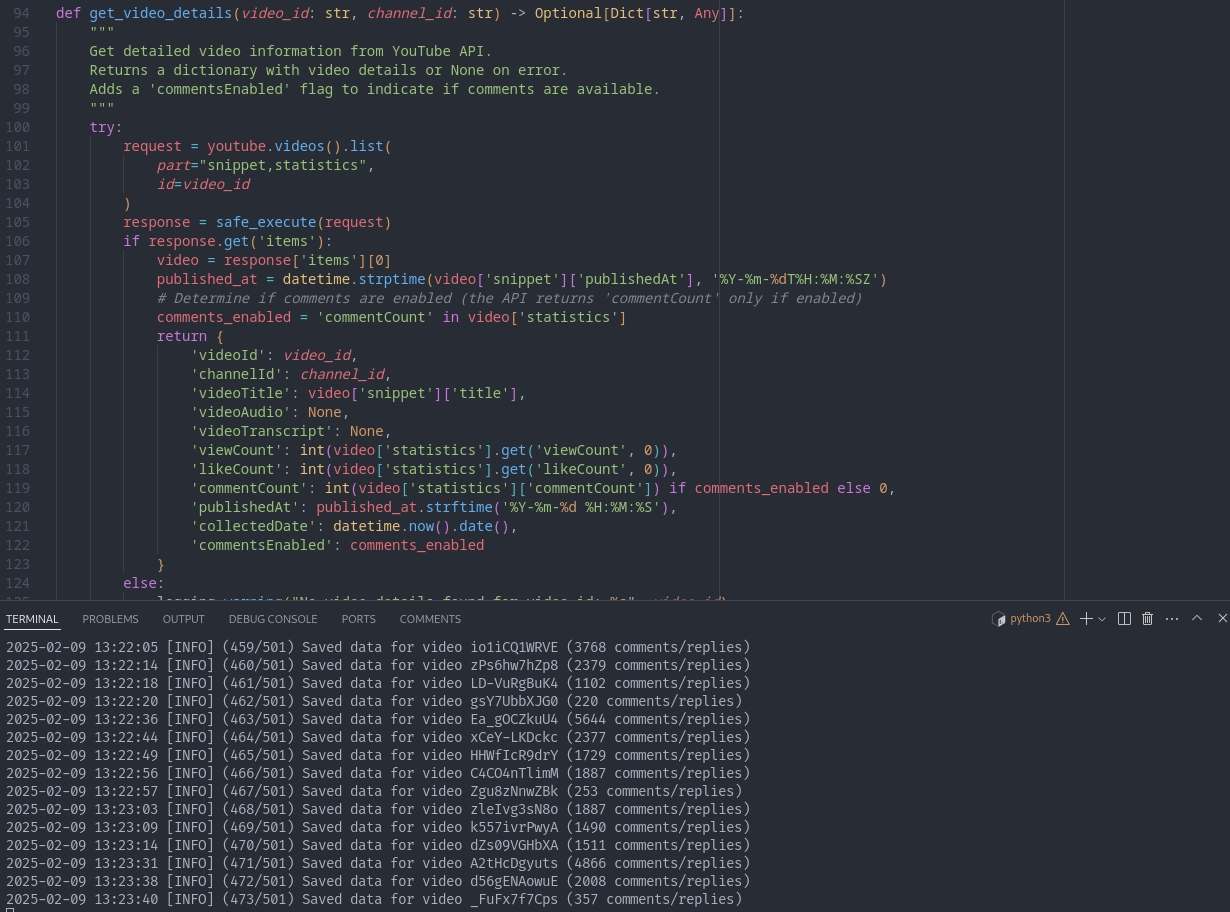 94 def get_video_details(video_id: str, channel_id: str) -> Optional[Dict[str, Any]]:
95 """
96 Get detailed video information from YouTube API.
97 Returns a dictionary with video details or None on error.
98 Adds a 'commentsEnabled' flag to indicate if comments are available.
99 """
100 try:
101 request = youtube.videos().list(
102 part="snippet,statistics",
103 id=video_id
104 )
105 response = safe_execute(request)
106 if response.get('items'):
107 video = response['items'][0]
108 published_at = datetime.strptime(video['snippet']['publishedAt'], '%Y-%m-%dT%H:%M:%SZ')
109 # Determine if comments are enabled (the API returns 'commentCount' only if enabled)
110 comments_enabled = 'commentCount' in video['statistics']
111 return {
112 'videoId': video_id,
113 'channelId': channel_id,
114 'videoTitle': video['snippet']['title'],
115 'videoAudio': None,
116 'videoTranscript': None,
117 'viewCount': int(video['statistics'].get('viewCount', 0)),
118 'likeCount': int(video['statistics'].get('likeCount', 0)),
119 'commentCount': int(video['statistics']['commentCount']) if comments_enabled else 0,
120 'publishedAt': published_at.strftime('%Y-%m-%d %H:%M:%S'),
121 'collectedDate': datetime.now().date(),
122 'commentsEnabled': comments_enabled
123 }
124 else:
125 logging.warning("No video details found for video id: %s", video_id)
TERMINAL PROBLEMS OUTPUT DEBUG CONSOLE PORTS COMMENTS python3
2025-02-09 13:22:05 [INFO] (459/501) Saved data for video io1iCQ1WRVE (3768 comments/replies)
2025-02-09 13:22:14 [INFO] (460/501) Saved data for video zPs6hw7hZp8 (2379 comments/replies)
2025-02-09 13:22:18 [INFO] (461/501) Saved data for video LD-VuRgBuK4 (1102 comments/replies)
2025-02-09 13:22:20 [INFO] (462/501) Saved data for video gsY7UbbXJG0 (220 comments/replies)
2025-02-09 13:22:36 [INFO] (463/501) Saved data for video Ea_gOCZkuU4 (5644 comments/replies)
2025-02-09 13:22:44 [INFO] (464/501) Saved data for video xCeY-LKDckc (2377 comments/replies)
2025-02-09 13:22:49 [INFO] (465/501) Saved data for video HHWfIcR9drY (1729 comments/replies)
2025-02-09 13:22:56 [INFO] (466/501) Saved data for video C4CO4nTlimM (1887 comments/replies)
2025-02-09 13:22:57 [INFO] (467/501) Saved data for video Zgu8zNnwZBk (253 comments/replies)
2025-02-09 13:23:03 [INFO] (468/501) Saved data for video zleIvg3sN8o (1887 comments/replies)
2025-02-09 13:23:09 [INFO] (469/501) Saved data for video k557ivrPwyA (1490 comments/replies)
2025-02-09 13:23:14 [INFO] (470/501) Saved data for video dZs09VGHbXA (1511 comments/replies)
2025-02-09 13:23:31 [INFO] (471/501) Saved data for video A2tHcDgyuts (4866 comments/replies)
2025-02-09 13:23:38 [INFO] (472/501) Saved data for video d56gENAowuE (2008 comments/replies)
2025-02-09 13:23:40 [INFO] (473/501) Saved data for video _FuFx7f7Cps (357 comments/replies)